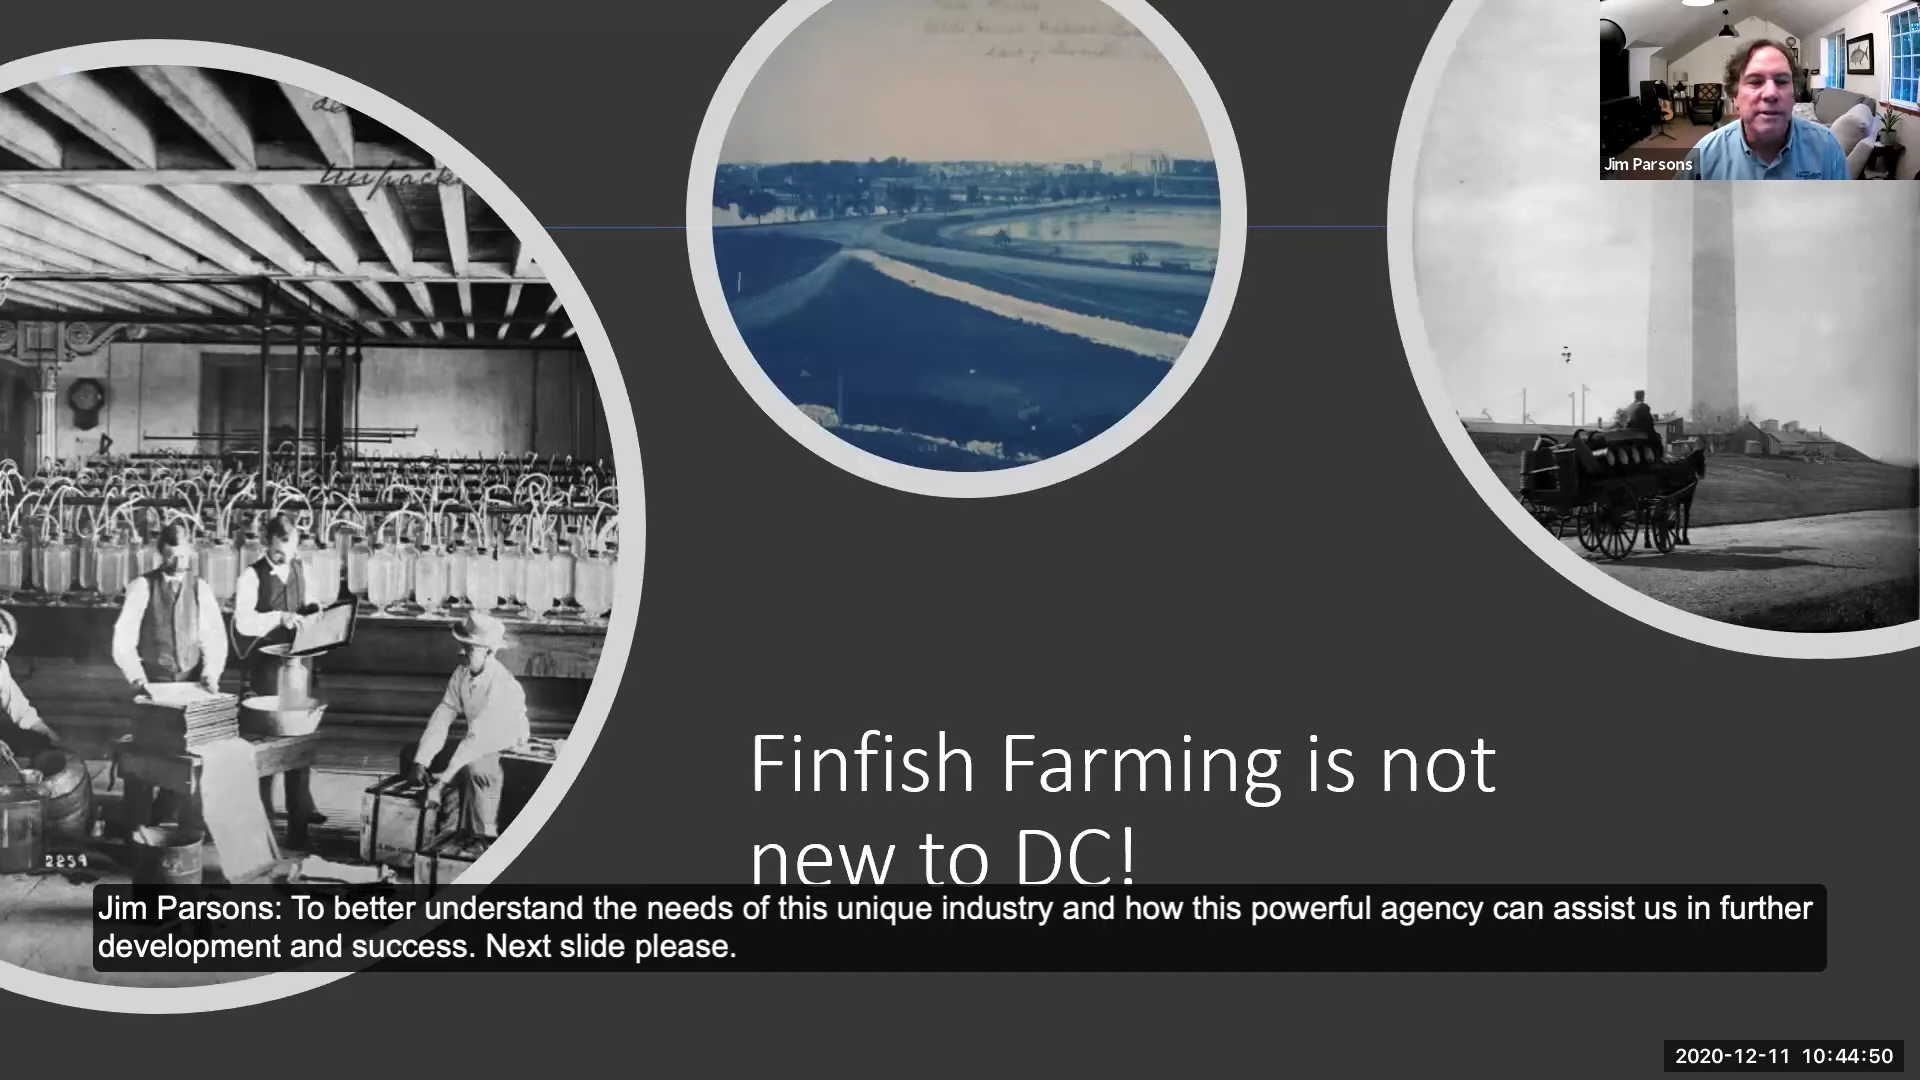 Jim Parsons
unpack
2259
Finfish Farming is not
new to DC!
Jim Parsons: To better understand the needs of this unique industry and how this powerful agency can assist us in further
development and success. Next slide please.
2020-12-11 10:44:50